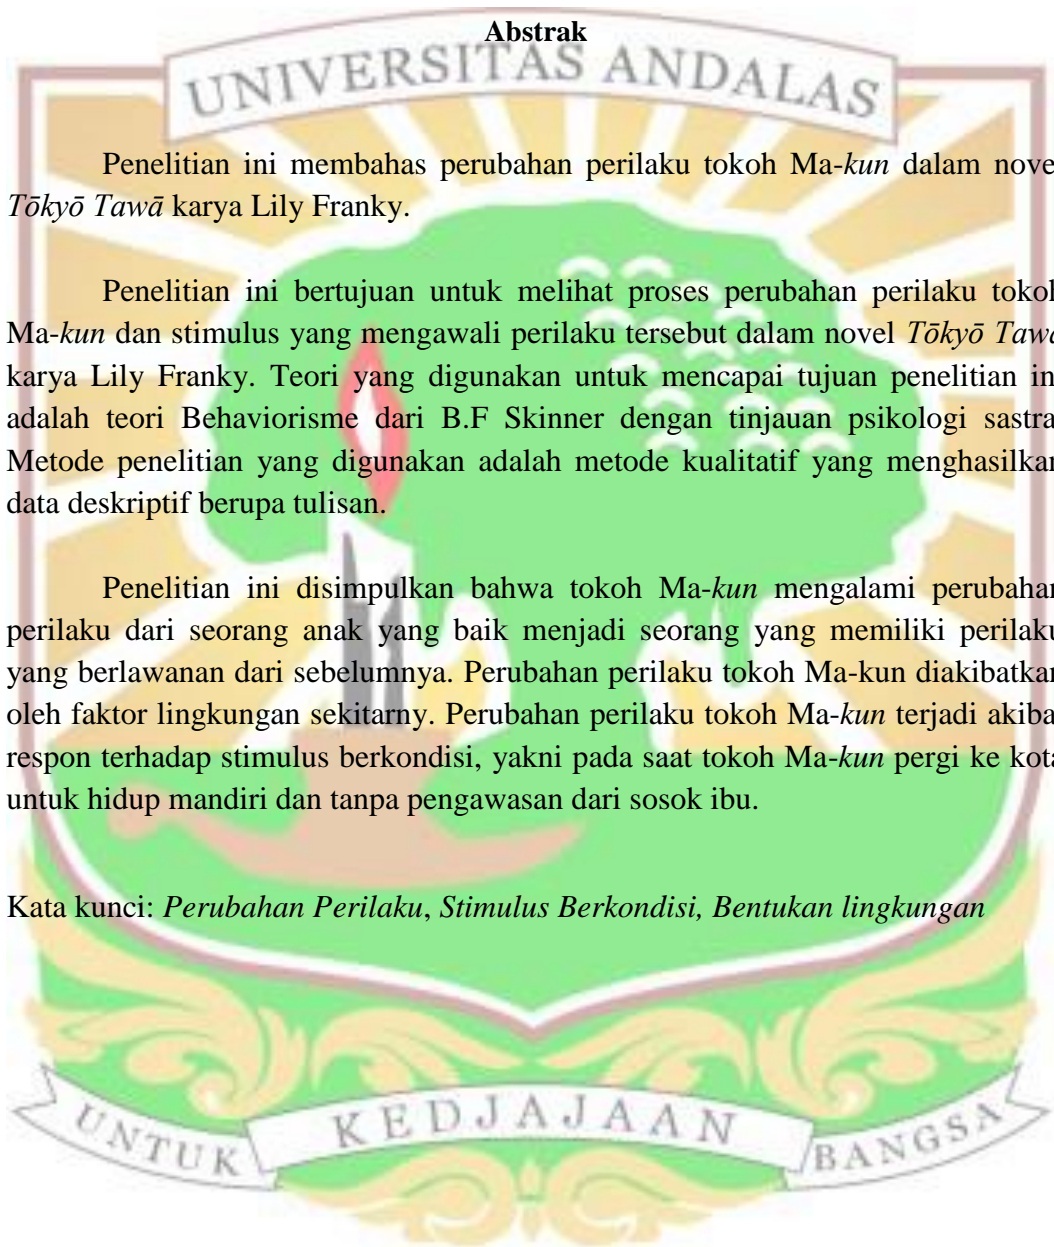 Abstrak
UNIVERSITAS ANDALAS
Penelitian ini membahas perubahan perilaku tokoh Ma-kun dalam nove
Tōkyō Tawā karya Lily Franky.
Penelitian ini bertujuan untuk melihat proses perubahan perilaku tokoh
Ma-kun dan stimulus yang mengawali perilaku tersebut dalam novel Tōkyō Tawā
karya Lily Franky. Teori yang digunakan untuk mencapai tujuan penelitian in
adalah teori Behaviorisme dari B.F Skinner dengan tinjauan psikologi sastra
Metode penelitian yang digunakan adalah metode kualitatif yang menghasilkan
data deskriptif berupa tulisan.
Penelitian ini disimpulkan bahwa tokoh Ma-kun mengalami perubahan
perilaku dari seorang anak yang baik menjadi seorang yang memiliki perilaku
yang berlawanan dari sebelumnya. Perubahan perilaku tokoh Ma-kun diakibatkan
oleh faktor lingkungan sekitarny. Perubahan perilaku tokoh Ma-kun terjadi akiba
respon terhadap stimulus berkondisi, yakni pada saat tokoh Ma-kun pergi ke kota
untuk hidup mandiri dan tanpa pengawasan dari sosok ibu.
Kata kunci: Perubahan Perilaku, Stimulus Berkondisi, Bentukan lingkungan
UNTUK KEDJAJAAN BANGSA